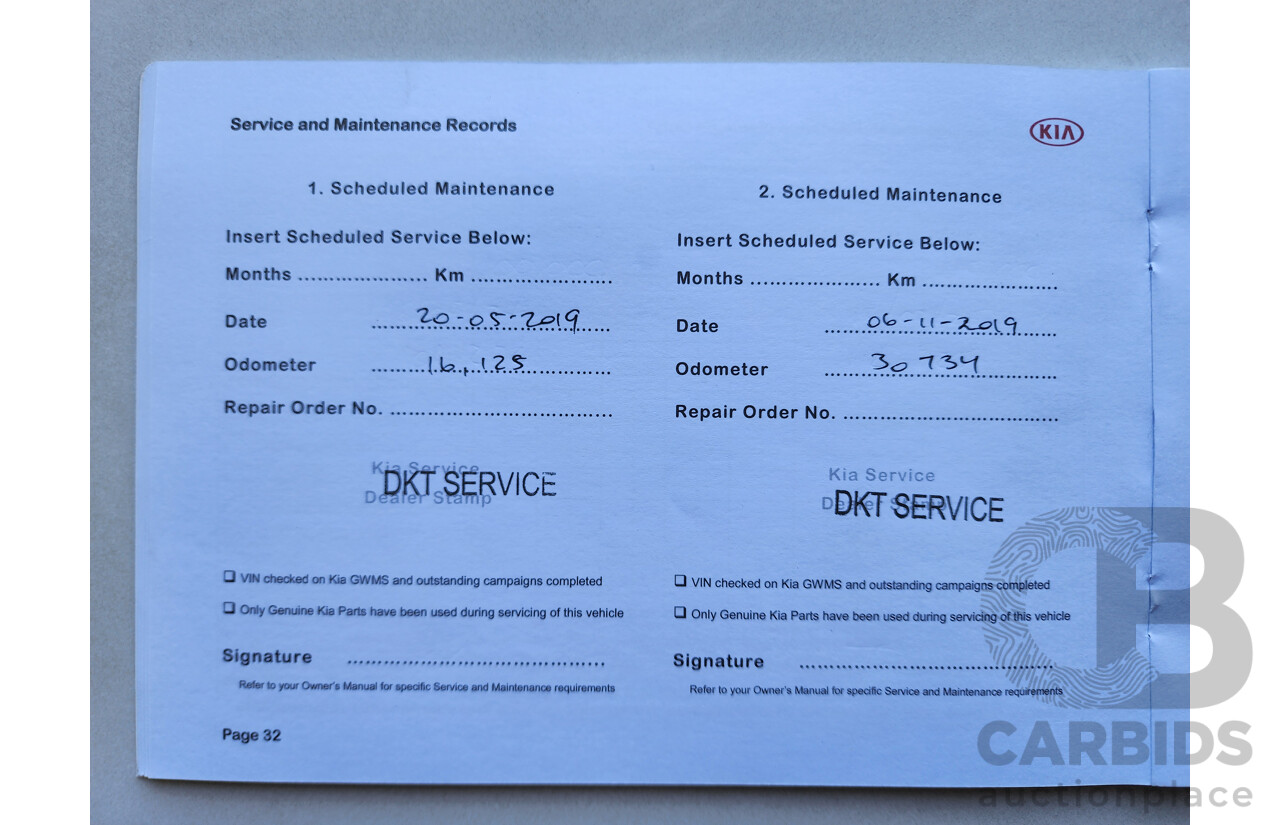 Service and Maintenance Records
KIA
1. Scheduled Maintenance
Insert Scheduled Service Below:
Months ..................... Km .......................
Date 20-05-2019
Odometer 16,125
Repair Order No. ....................................
Kia Service
Dealer Stamp
DKT SERVICE
❏ VIN checked on Kia GWMS and outstanding campaigns completed
❏ Only Genuine Kia Parts have been used during servicing of this vehicle
Signature ..........................................
Refer to your Owner's Manual for specific Service and Maintenance requirements
Page 32
2. Scheduled Maintenance
Insert Scheduled Service Below:
Months ..................... Km ......................
Date 06-11-2019
Odometer 30734
Repair Order No. ...................................
Kia Service
Dealer Stamp
DKT SERVICE
❏ VIN checked on Kia GWMS and outstanding campaigns completed
❏ Only Genuine Kia Parts have been used during servicing of this vehicle
Signature ..........................................
Refer to your Owner's Manual for specific Service and Maintenance requirements
CB
CARBIDS
auctionplace